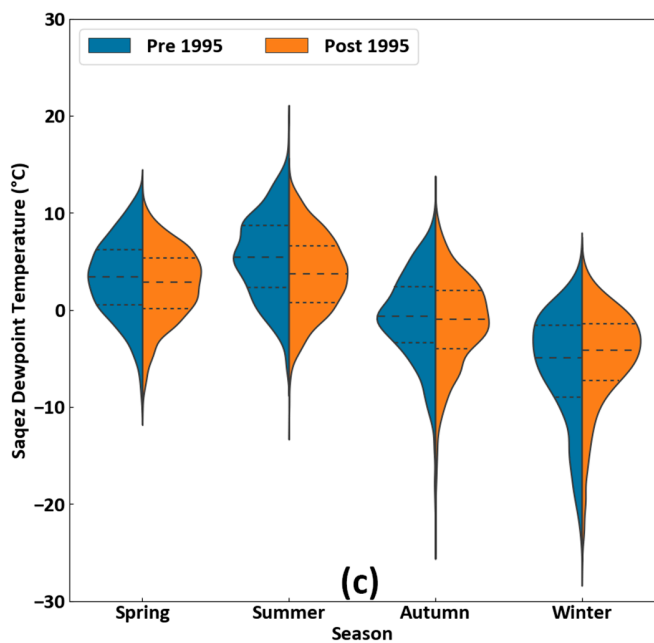 Pre 1995
Post 1995
Saqez Dewpoint Temperature (°C)
30
20
10
0
−10
−20
−30
(c)
Spring
Summer
Autumn
Winter
Season